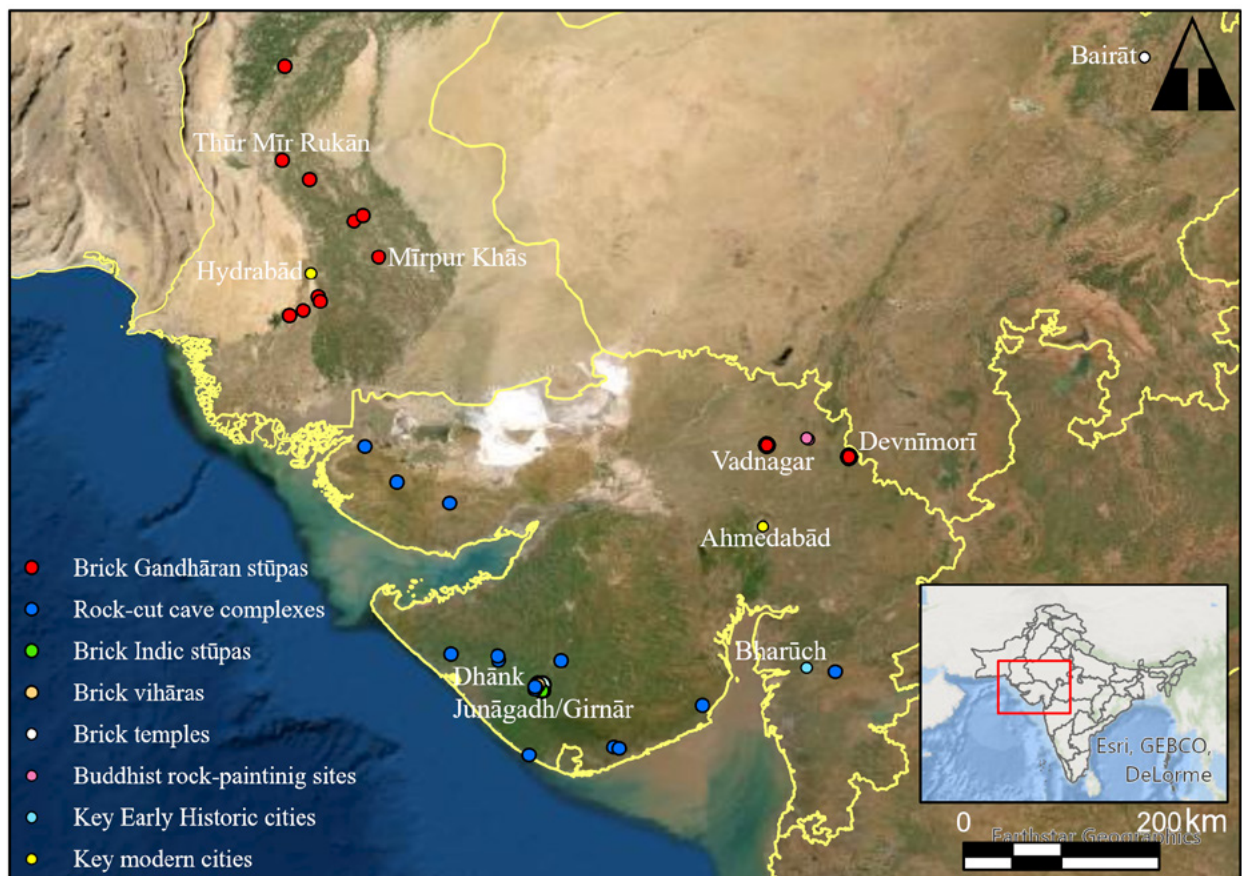 Bairāt
Thūr Mīr Rukān
Mīrpur Khās
Hydrabād
Devnīmorī
Vadnagar
Ahmedabād
Bharūch
Dhānk
Junāgadh/Girnār
Brick Gandhāran stūpas
Rock-cut cave complexes
Brick Indic stūpas
Brick vihāras
Brick temples
Buddhist rock-paintinig sites
Key Early Historic cities
Key modern cities
Esri, GEBCO,
DeLorme
0 200 km
Earthstar Geographics